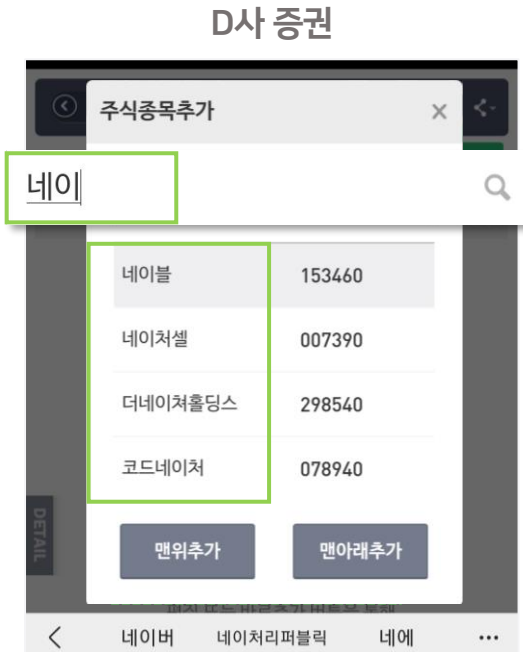 D사 증권
주식종목추가
네이
네이블 153460
네이처셀 007390
더네이쳐홀딩스 298540
코드네이처 078940
DETAIL
맨위추가 맨아래추가
네이버 네이처리퍼블릭 네에